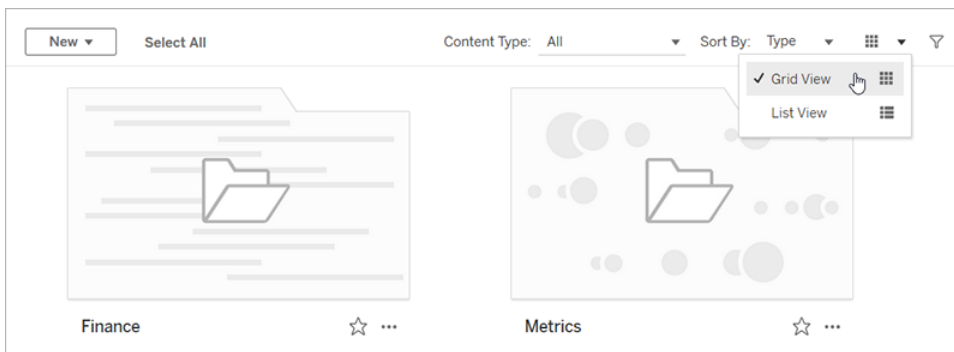 New Select All Content Type: All Sort By: Type
Grid View
List View
Finance Metrics